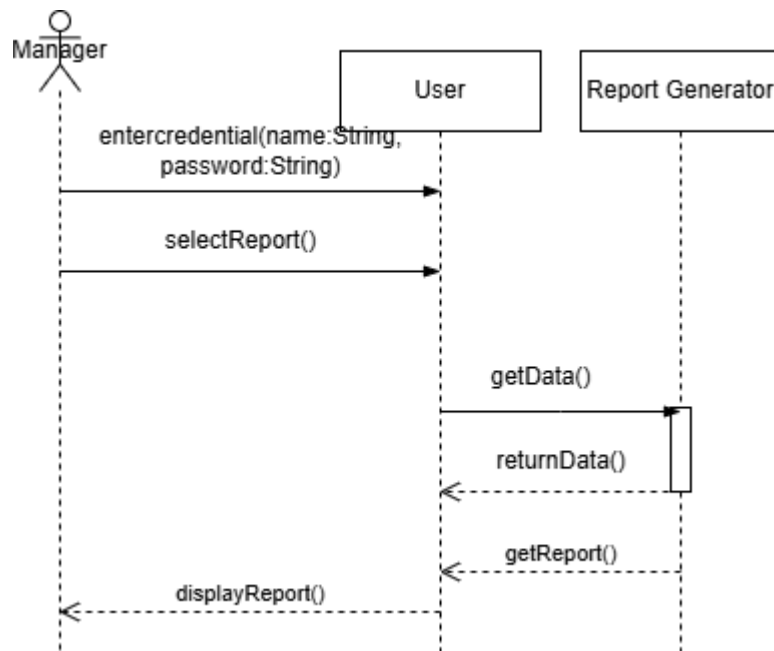 Manager
User
Report Generator
entercredential(name:String,
password:String)
selectReport()
getData()
returnData()
getReport()
displayReport()